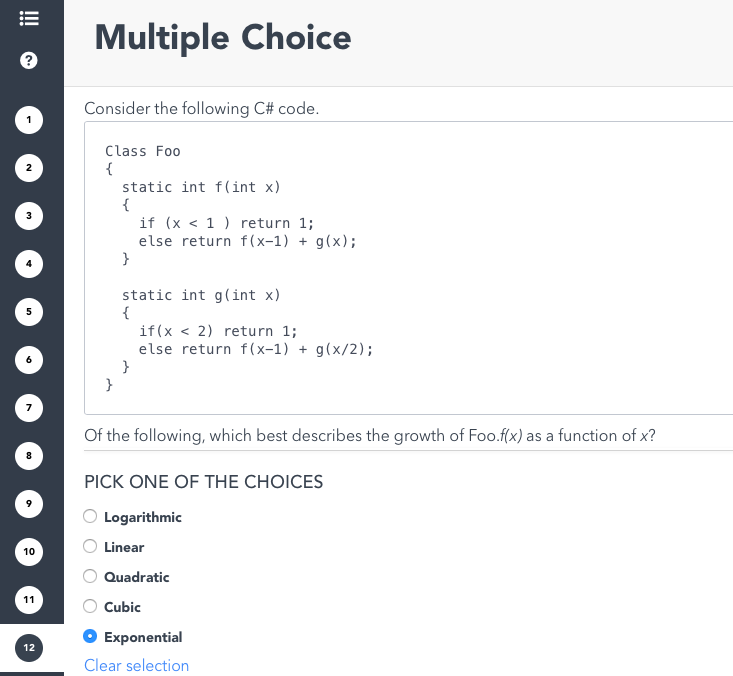 Multiple Choice
?
1
2
3
4
5
6
7
8
9
10
11
12
Consider the following C# code.
Class Foo
{
  static int f(int x)
  {
    if (x < 1 ) return 1;
    else return f(x-1) + g(x);
  }

  static int g(int x)
  {
    if(x < 2) return 1;
    else return f(x-1) + g(x/2);
  }
}
Of the following, which best describes the growth of Foo.f(x) as a function of x?
PICK ONE OF THE CHOICES
Logarithmic
Linear
Quadratic
Cubic
Exponential
Clear selection